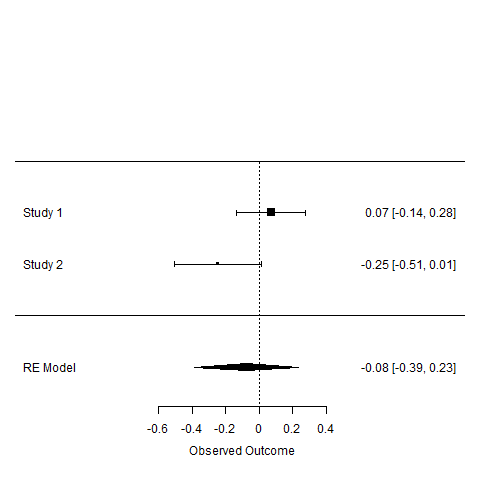 Study 1 0.07 [-0.14, 0.28]
Study 2 -0.25 [-0.51, 0.01]
RE Model -0.08 [-0.39, 0.23]
-0.6 -0.4 -0.2 0 0.2 0.4
Observed Outcome